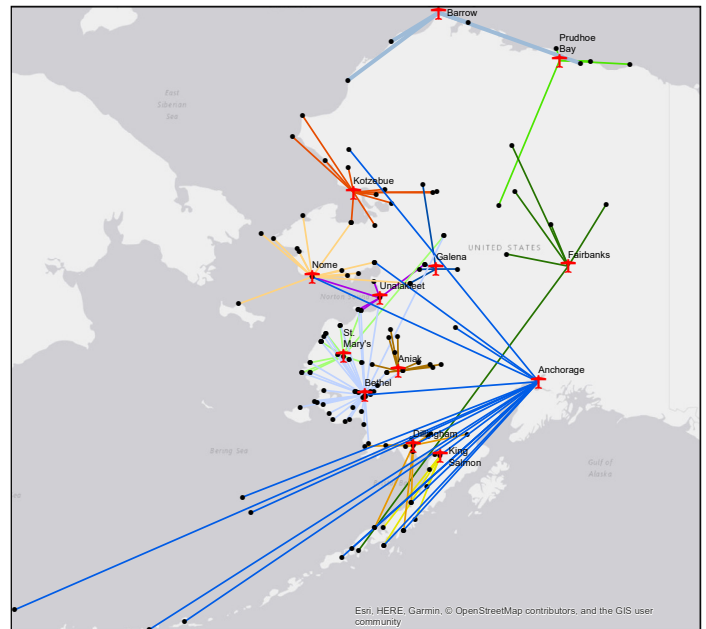 Barrow
Prudhoe
Bay
East
Siberian
Sea
Kotzebue
UNITED STATES
Galena
Fairbanks
Nome
Unalakleet
Norton
St.
Mary's
Aniak
Anchorage
Bethel
Dillingham
King
Salmon
Bering Sea
Gulf of
Alaska
Esri, HERE, Garmin, © OpenStreetMap contributors, and the GIS user
community